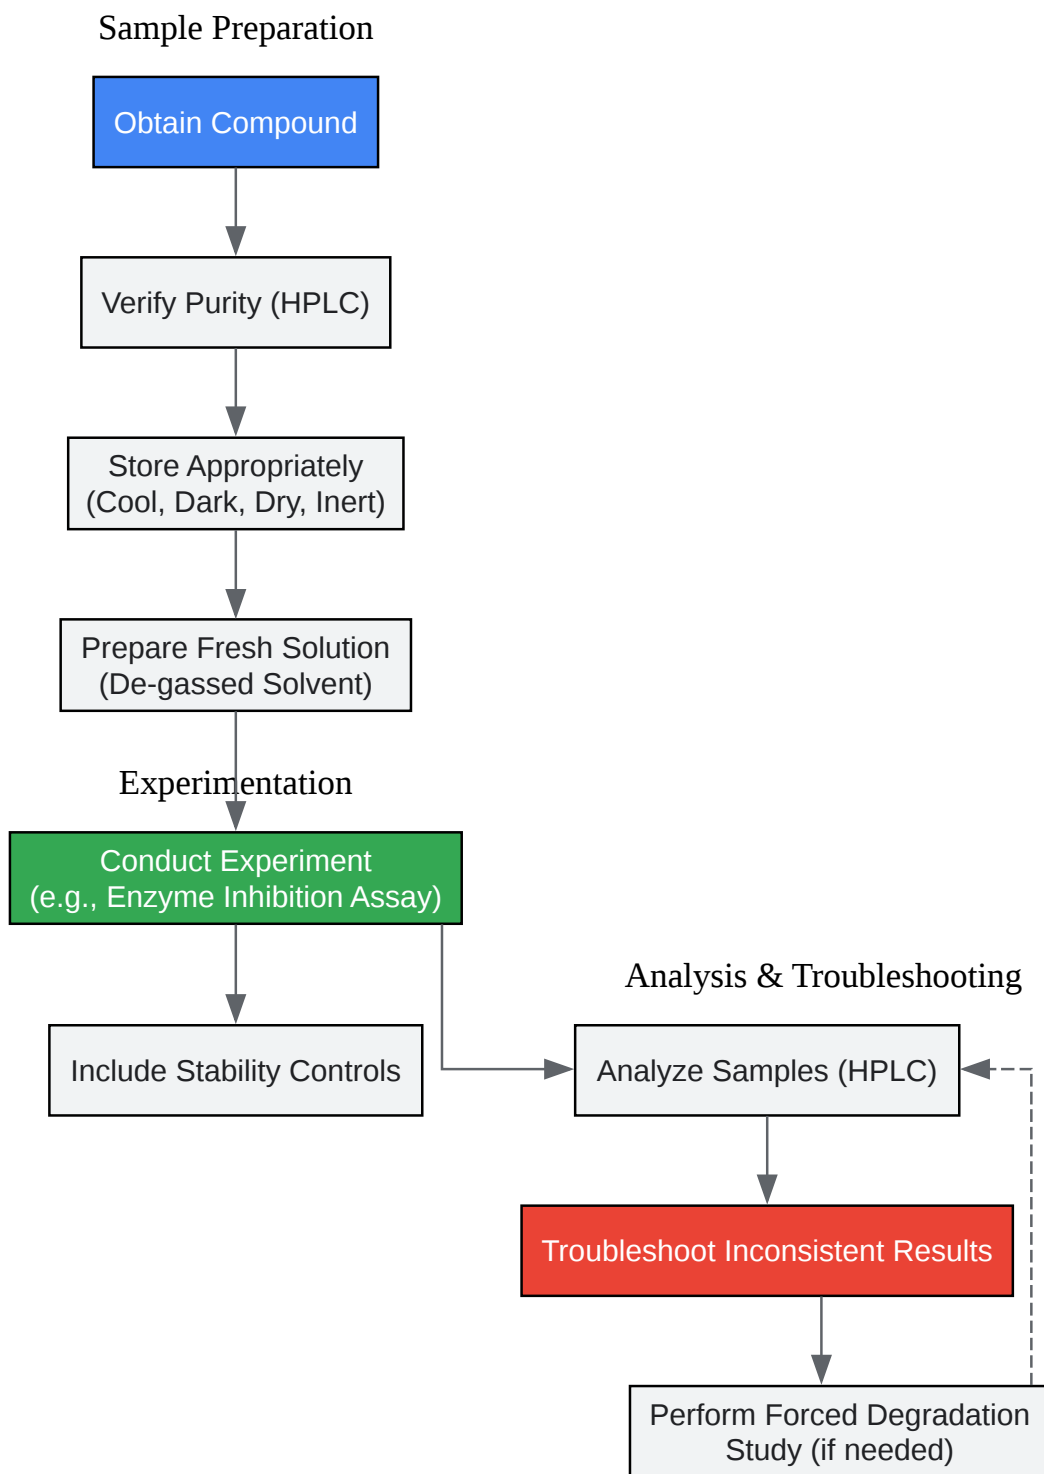 Sample Preparation
Obtain Compound
Verify Purity (HPLC)
Store Appropriately
(Cool, Dark, Dry, Inert)
Prepare Fresh Solution
(De-gassed Solvent)
Experimentation
Conduct Experiment
(e.g., Enzyme Inhibition Assay)
Include Stability Controls
Analysis & Troubleshooting
Analyze Samples (HPLC)
Troubleshoot Inconsistent Results
Perform Forced Degradation
Study (if needed)